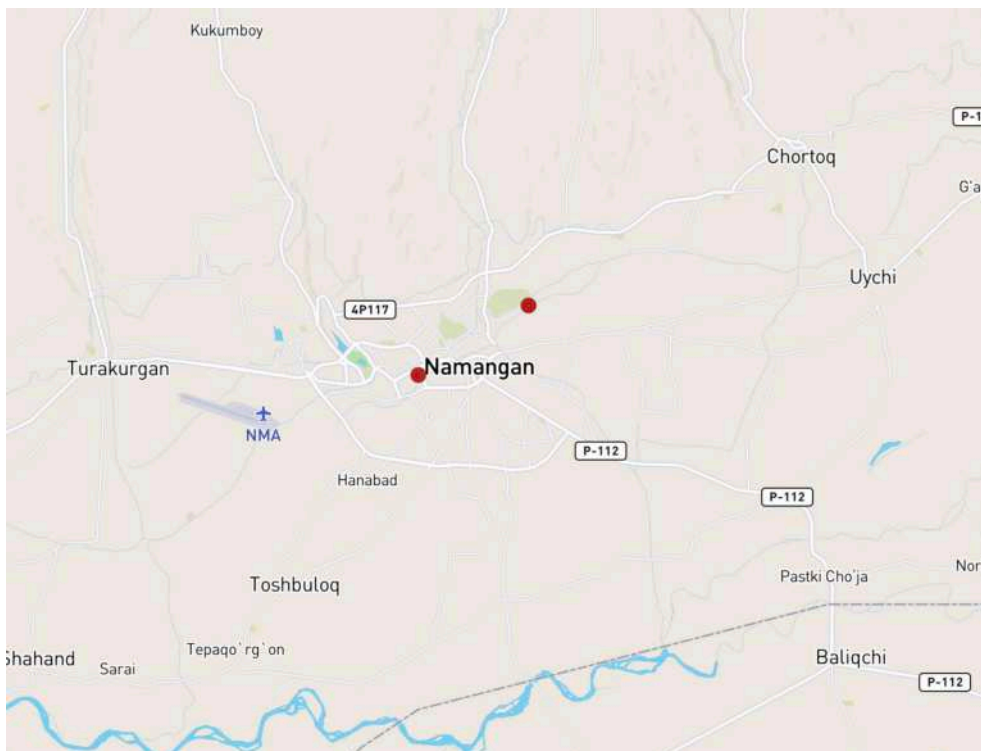 Kukumboy
P-1
Chortoq
G'a
Uychi
4P117
Turakurgan
Namangan
NMA
P-112
Hanabad
P-112
Pastki Cho'ja
Nor
Toshbuloq
Tepaqo`rg`on
Shahand
Sarai
Baliqchi
P-112